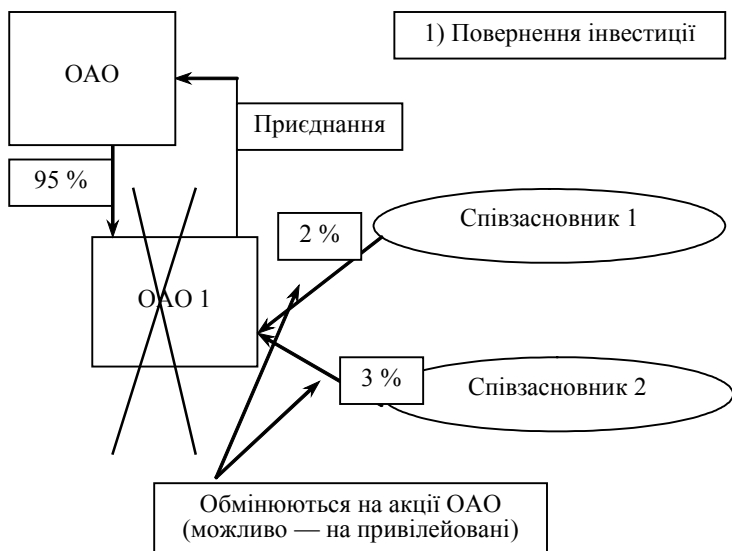 1) Повернення інвестиції
ОАО
Приєднання
95 %
Співзасновник 1
2 %
ОАО 1
3 %
Співзасновник 2
Обмінюються на акції ОАО
(можливо — на привілейовані)